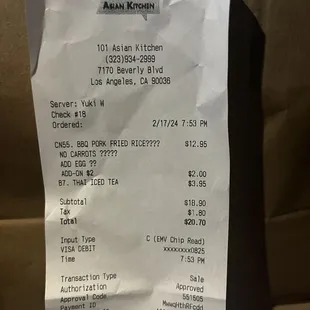 ASIAN KITCHEN
101 Asian Kitchen
(323)934-2999
7170 Beverly Blvd
Los Angeles, CA 90036
Server: Yuki W
Check #18
Ordered: 2/17/24 7:53 PM
CN55. BBQ PORK FRIED RICE???? $12.95
NO CARROTS ?????
ADD EGG ??
ADD-ON $2 $2.00
B7. THAI ICED TEA $3.95
Subtotal $18.90
Tax $1.80
Total $20.70
Input Type C (EMV Chip Read)
VISA DEBIT xxxxxxxx0825
Time 7:53 PM
Transaction Type Sale
Authorization Approved
Approval Code 551505
Payment ID